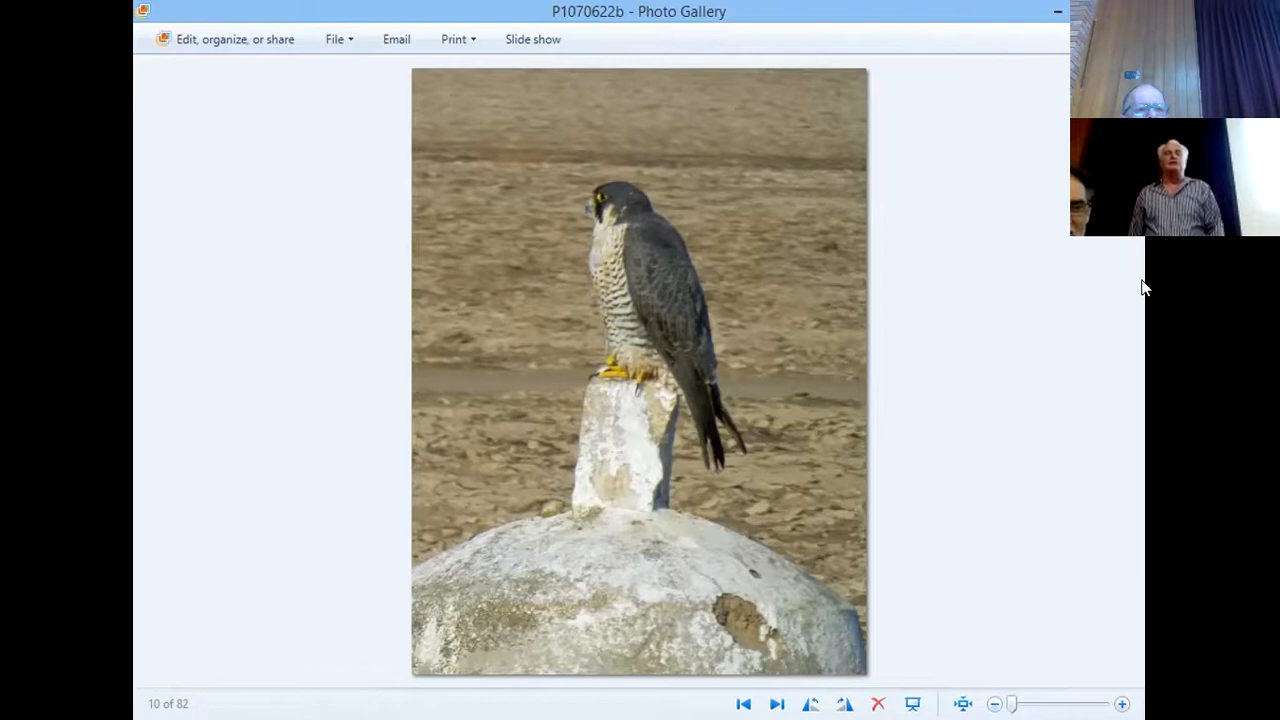 P1070622b - Photo Gallery
Edit, organize, or share File Email Print Slide show
10 of 82